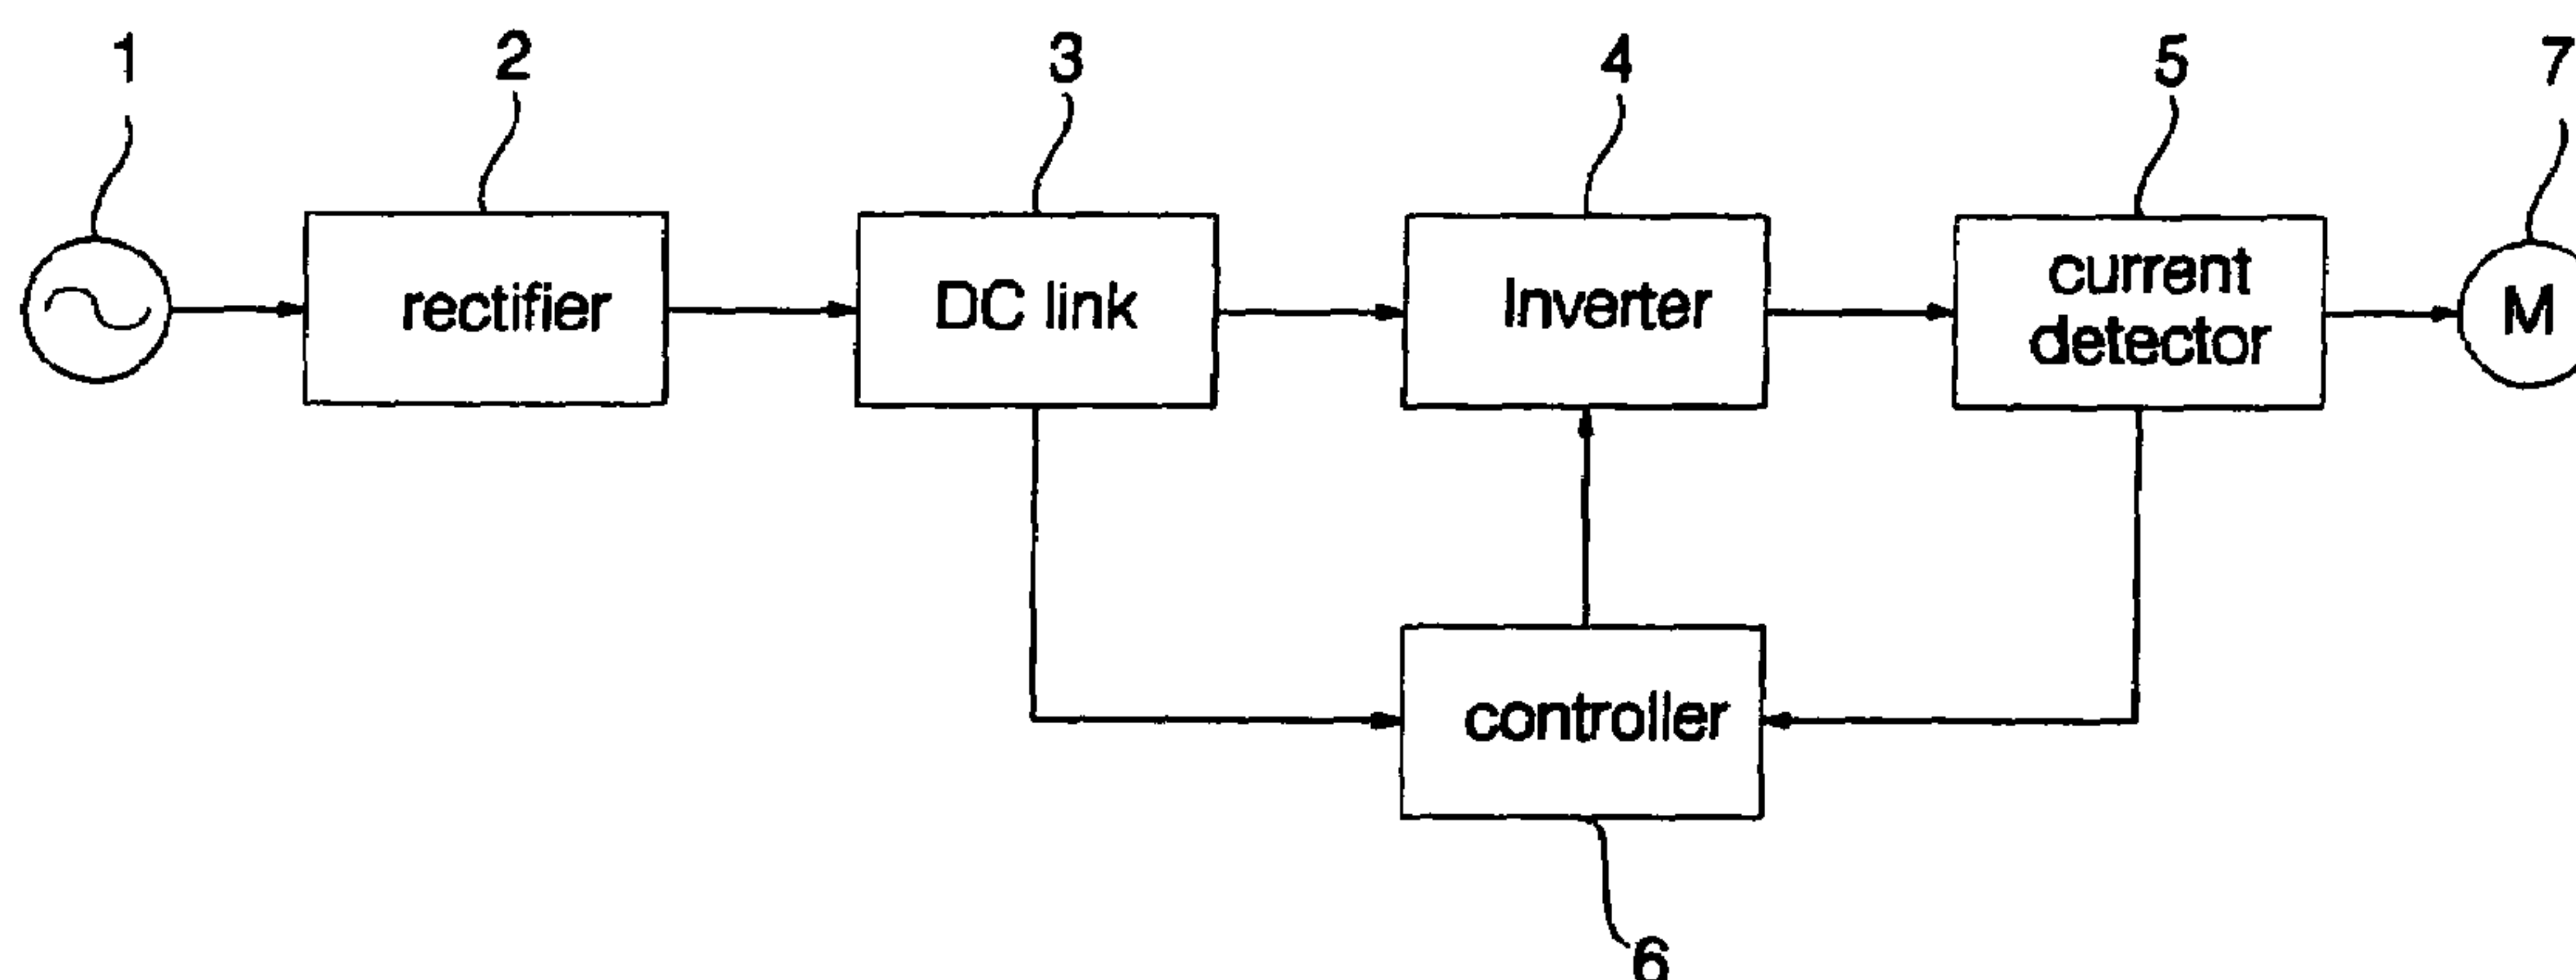 1
2
3
4
5
7
rectifier
DC link
Inverter
current
detector
M
controller
6